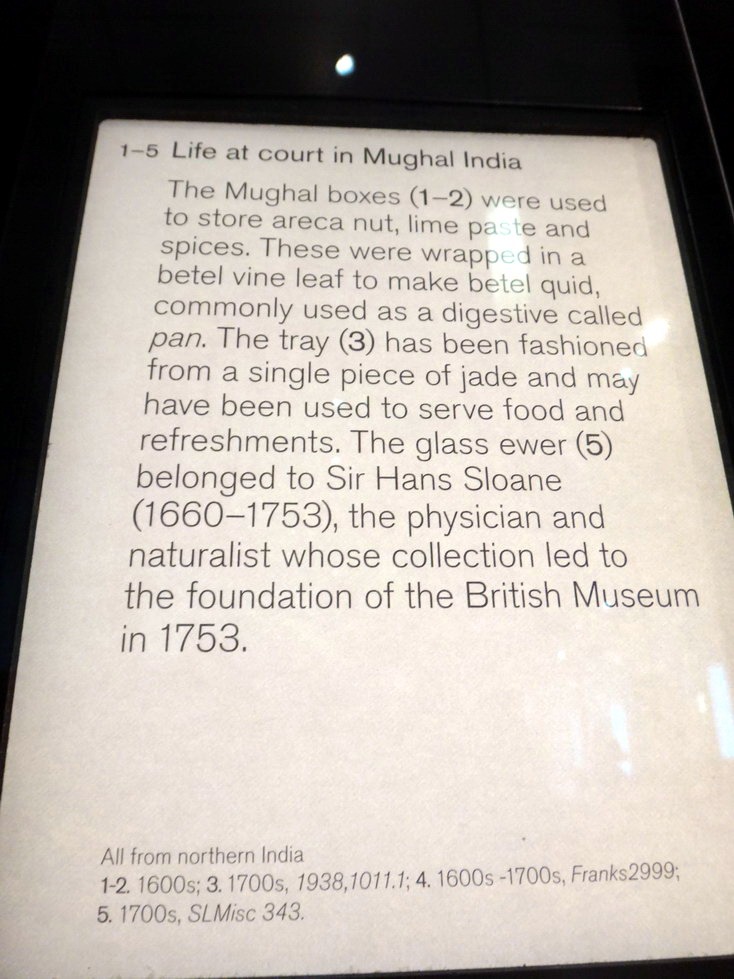 1–5 Life at court in Mughal India
The Mughal boxes (1–2) were used
to store areca nut, lime paste and
spices. These were wrapped in a
betel vine leaf to make betel quid,
commonly used as a digestive called
pan. The tray (3) has been fashioned
from a single piece of jade and may
have been used to serve food and
refreshments. The glass ewer (5)
belonged to Sir Hans Sloane
(1660–1753), the physician and
naturalist whose collection led to
the foundation of the British Museum
in 1753.
All from northern India
1-2. 1600s; 3. 1700s, 1938,1011.1; 4. 1600s -1700s, Franks2999;
5. 1700s, SLMisc 343.